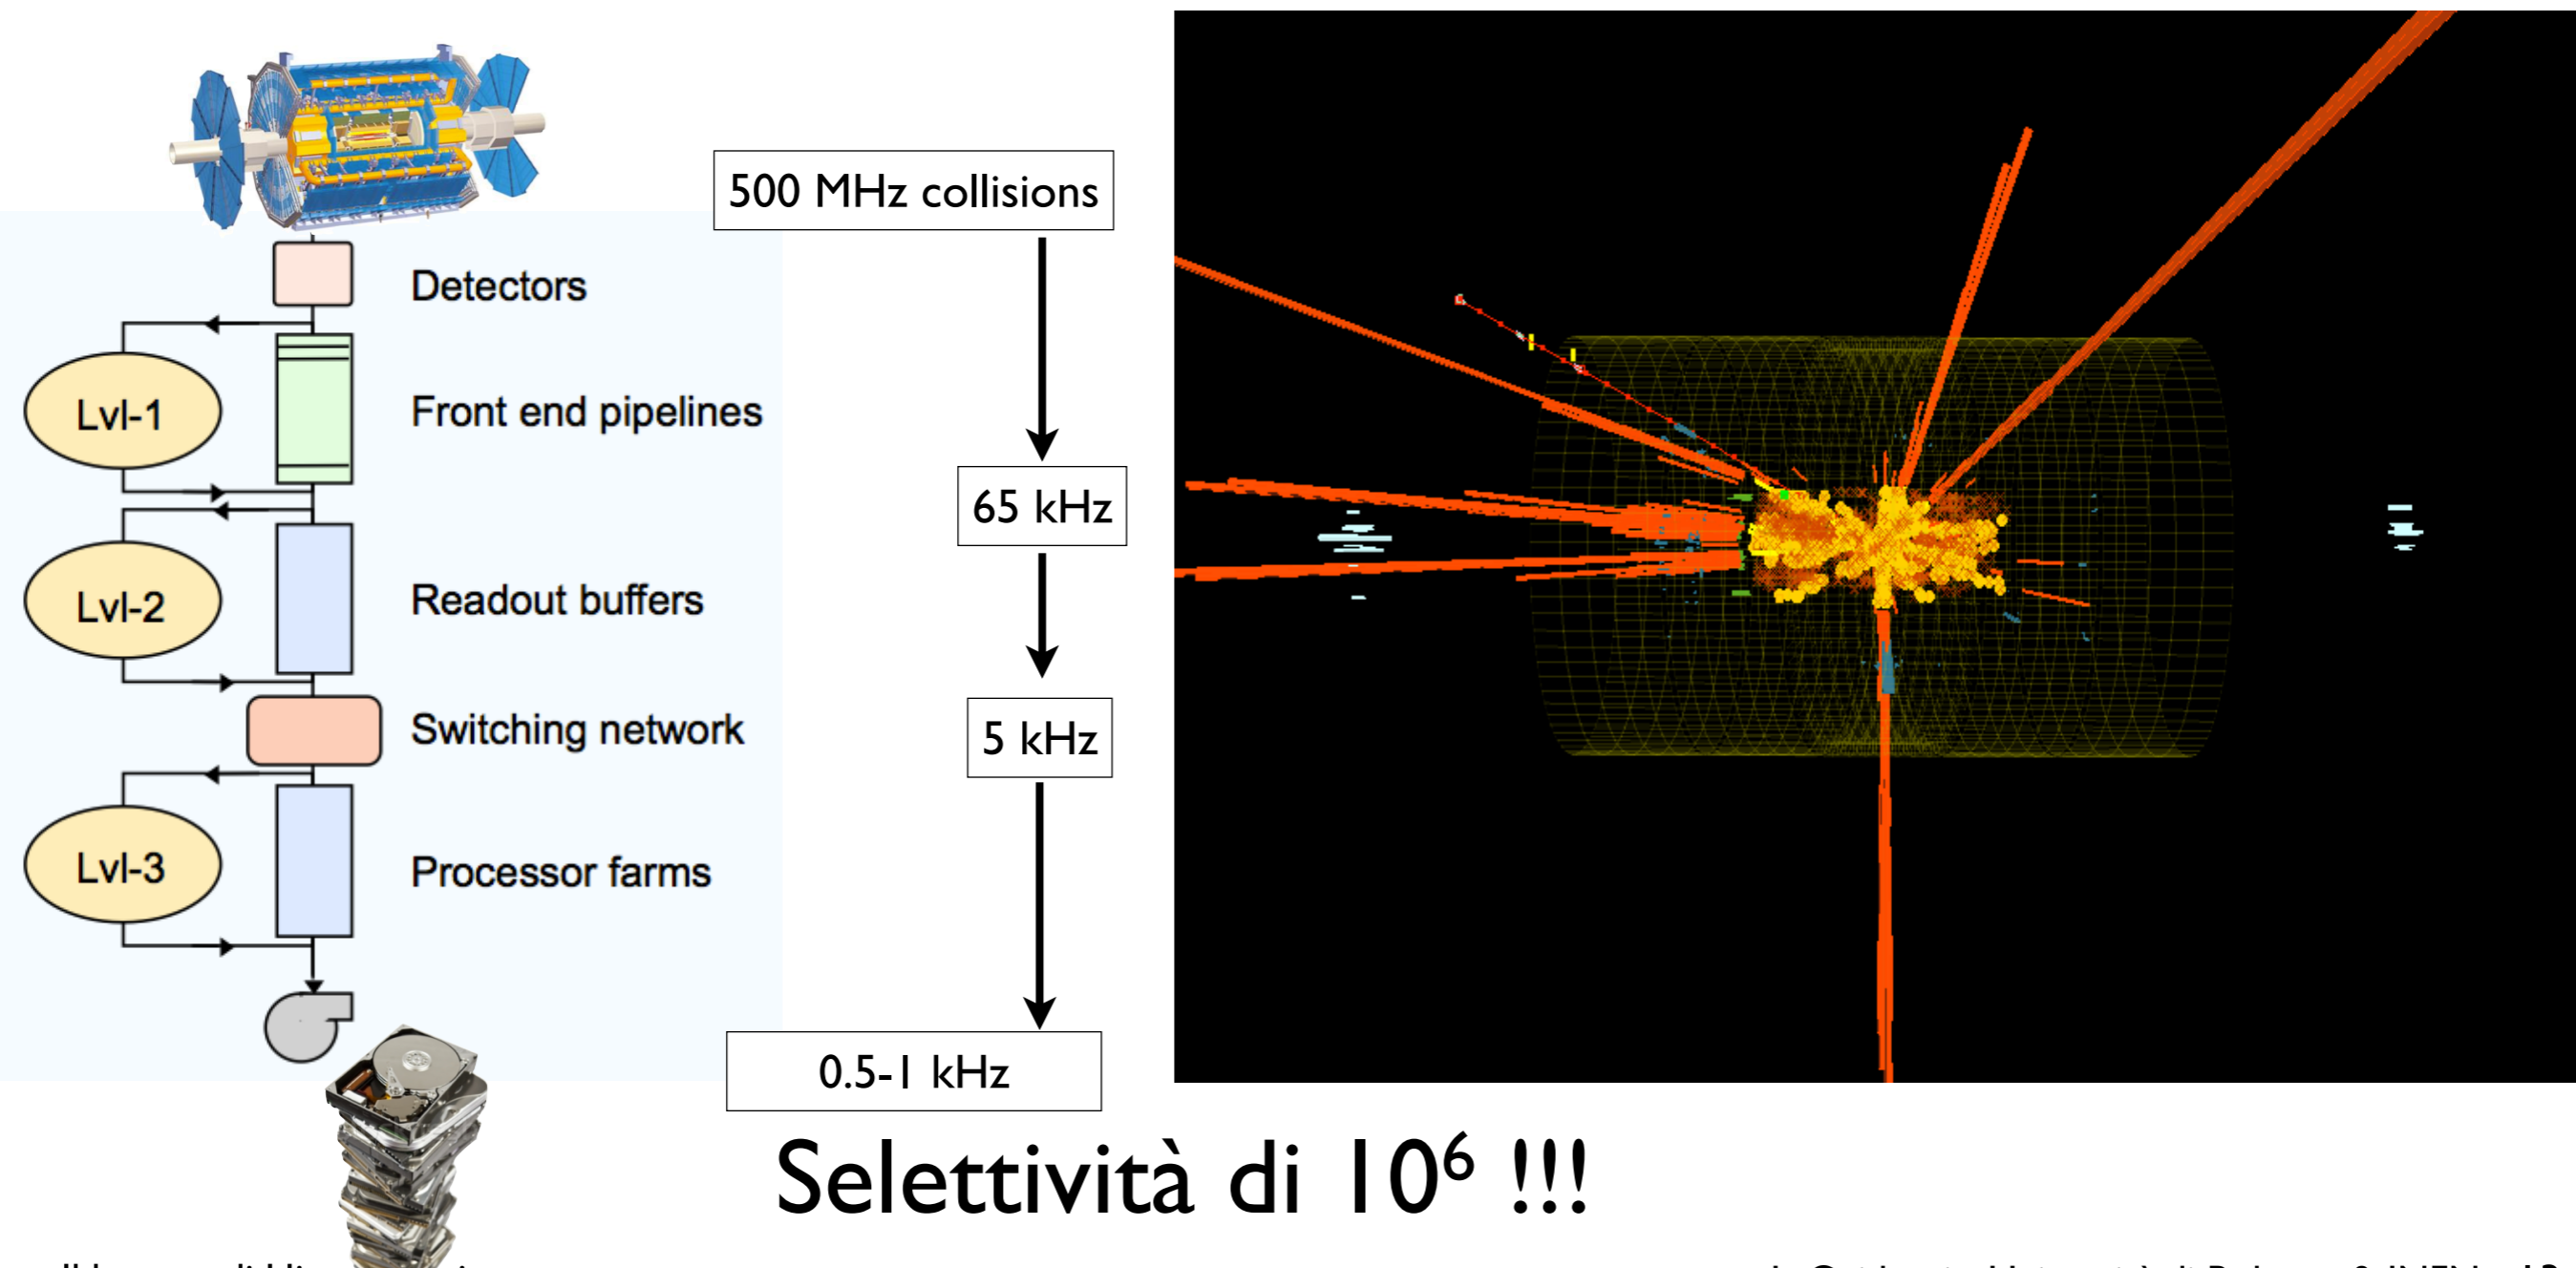 500 MHz collisions
Detectors
Lvl-1
Front end pipelines
65 kHz
Lvl-2
Readout buffers
Switching network
5 kHz
Lvl-3
Processor farms
0.5-1 kHz
Selettività di 10⁶ !!!